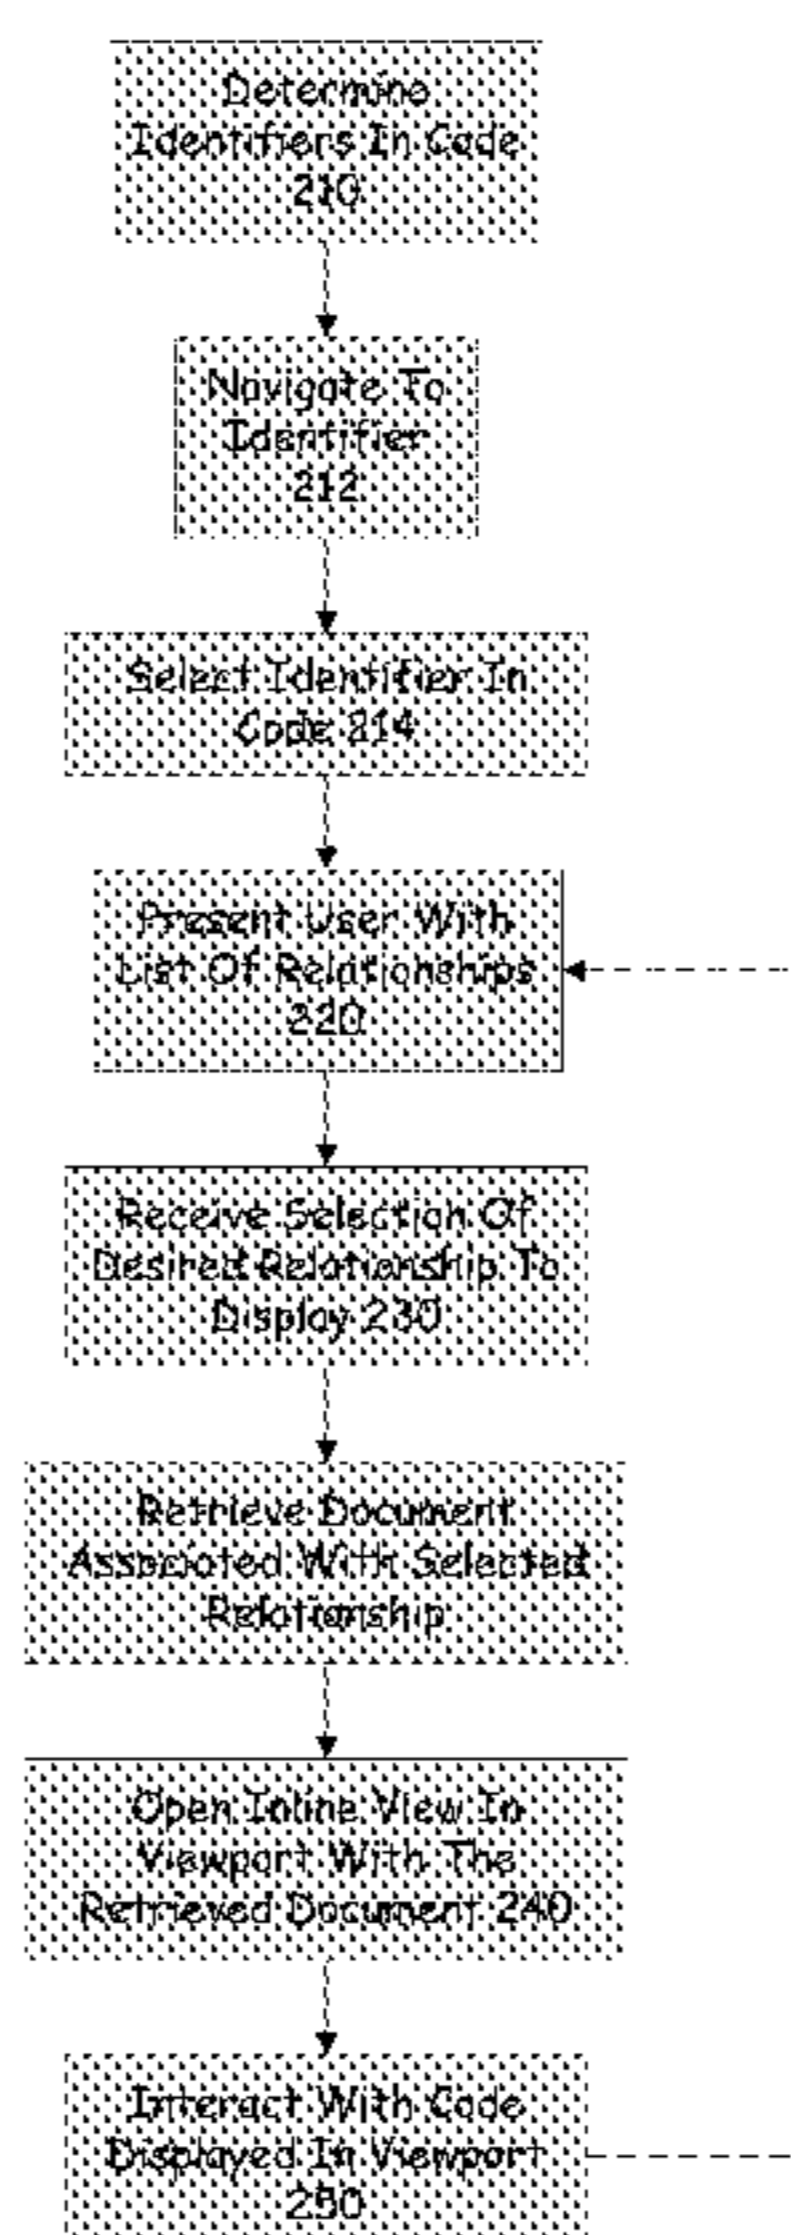 Determine
Identifiers In Code
210
Navigate To
Identifier
212
Select Identifier In
Code 214
Present User With
List Of Relationships
220
Receive Selection Of
Desired Relationship To
Display 230
Retrieve Document
Associated With Selected
Relationship
Open Inline View In
Viewport With The
Retrieved Document 240
Interact With Code
Displayed In Viewport
250